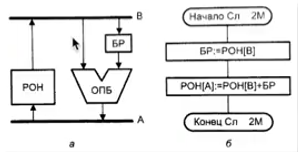 В
БР
РОН
ОПБ
А
а
Начало Сл 2М
БР:=РОН[В]
РОН[А]:=РОН[В]+БР
Конец Сл 2М
б